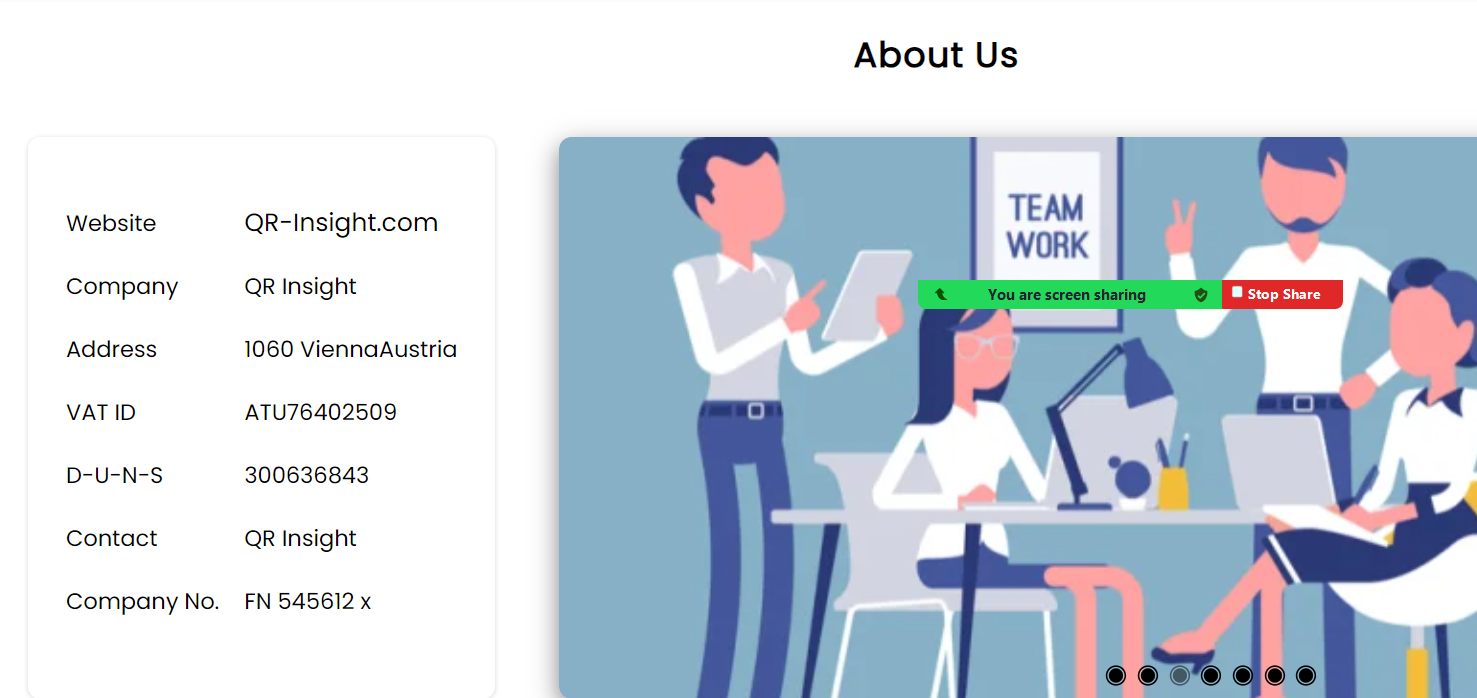 About Us
Website QR-Insight.com
Company QR Insight
Address 1060 ViennaAustria
VAT ID ATU76402509
D-U-N-S 300636843
Contact QR Insight
Company No. FN 545612 x
TEAM
WORK
You are screen sharing Stop Share